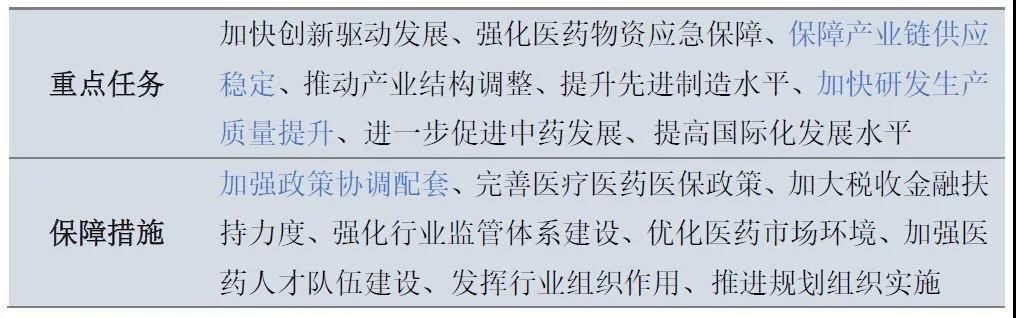 重点任务
加快创新驱动发展、强化医药物资应急保障、保障产业链供应
稳定、推动产业结构调整、提升先进制造水平、加快研发生产
质量提升、进一步促进中药发展、提高国际化发展水平
保障措施
加强政策协调配套、完善医疗医药医保政策、加大税收金融扶
持力度、强化行业监管体系建设、优化医药市场环境、加强医
药人才队伍建设、发挥行业组织作用、推进规划组织实施